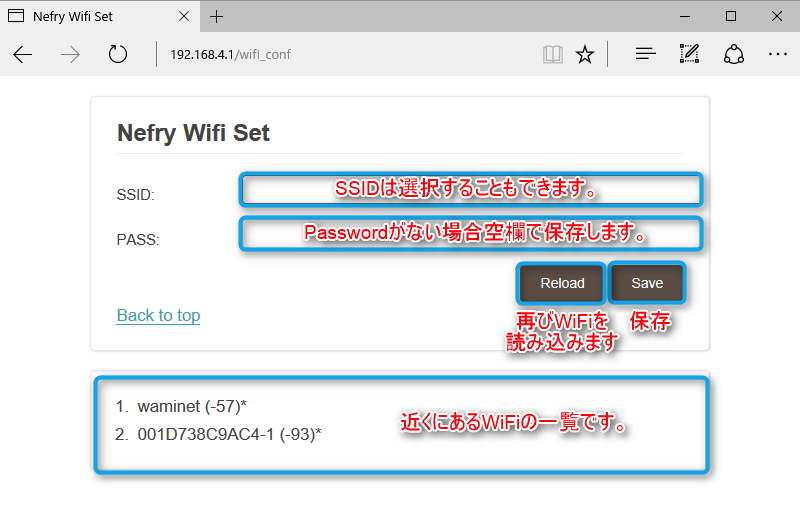 Nefry Wifi Set
192.168.4.1/wifi_conf
Nefry Wifi Set
SSID:
SSIDは選択することもできます。
PASS:
Passwordがない場合空欄で保存します。
Reload
Save
Back to top
再びWiFiを
読み込みます
保存
1. waminet (-57)*
2. 001D738C9AC4-1 (-93)*
近くにあるWiFiの一覧です。